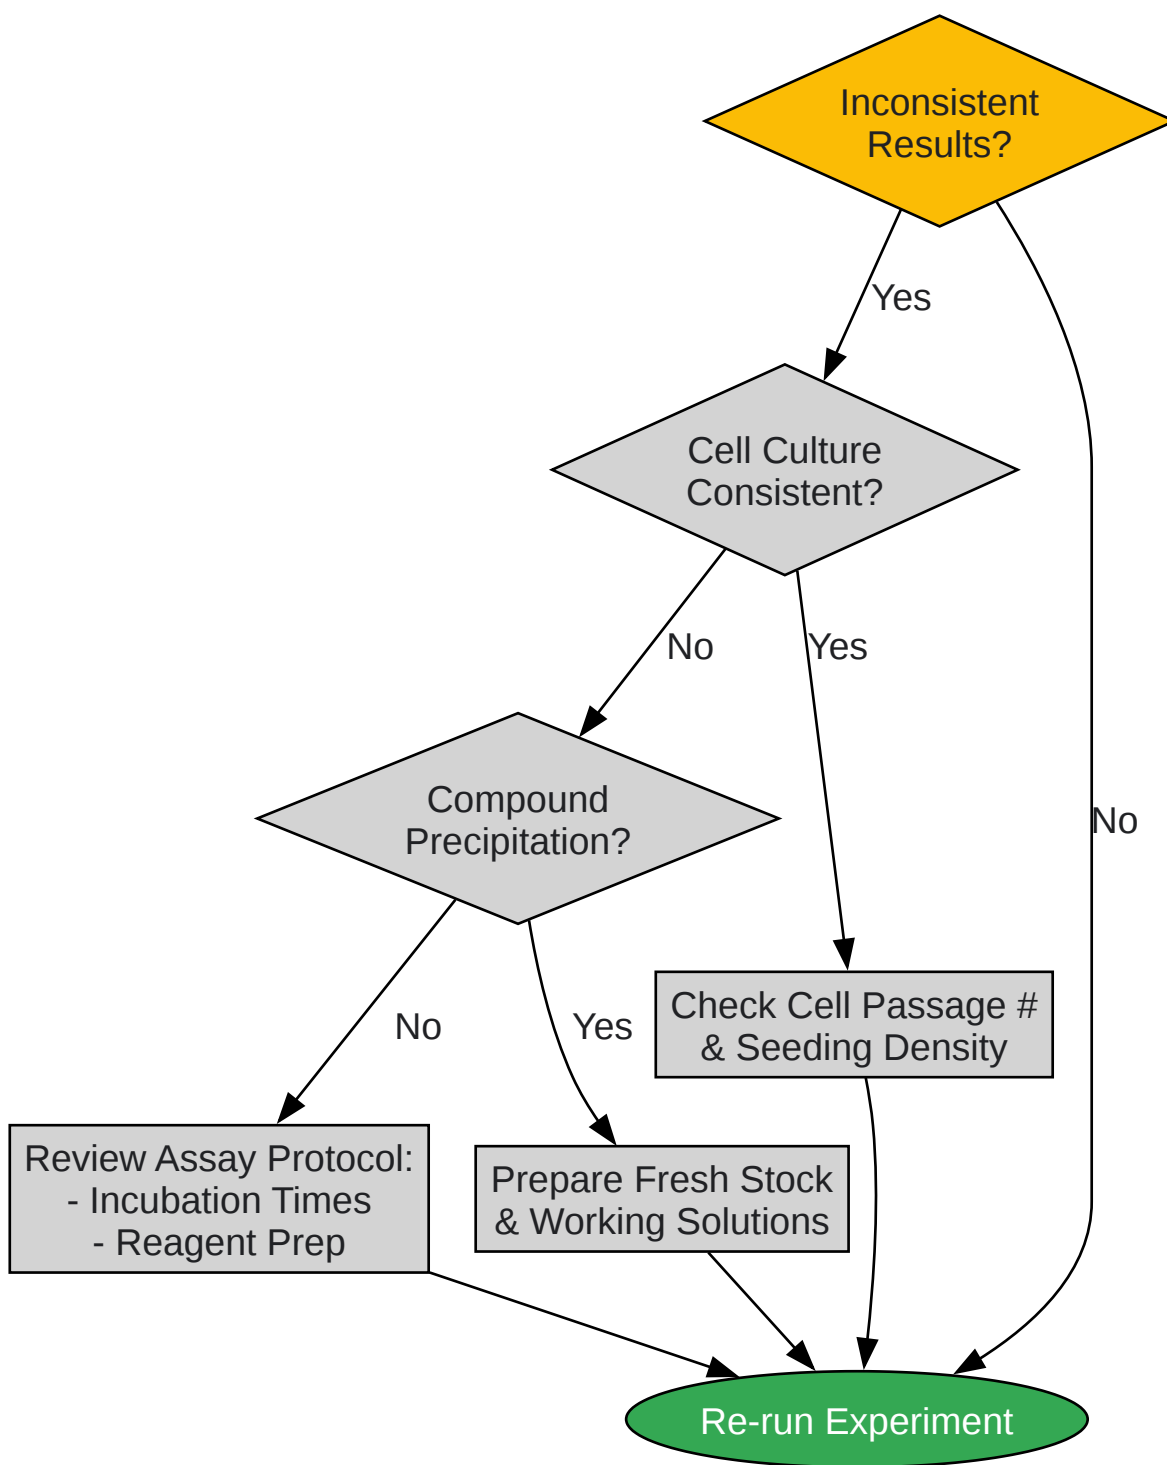 Inconsistent
Results?
Yes
Cell Culture
Consistent?
No
Yes
Compound
Precipitation?
No
No
Yes
Check Cell Passage #
& Seeding Density
Review Assay Protocol:
- Incubation Times
- Reagent Prep
Prepare Fresh Stock
& Working Solutions
Re-run Experiment